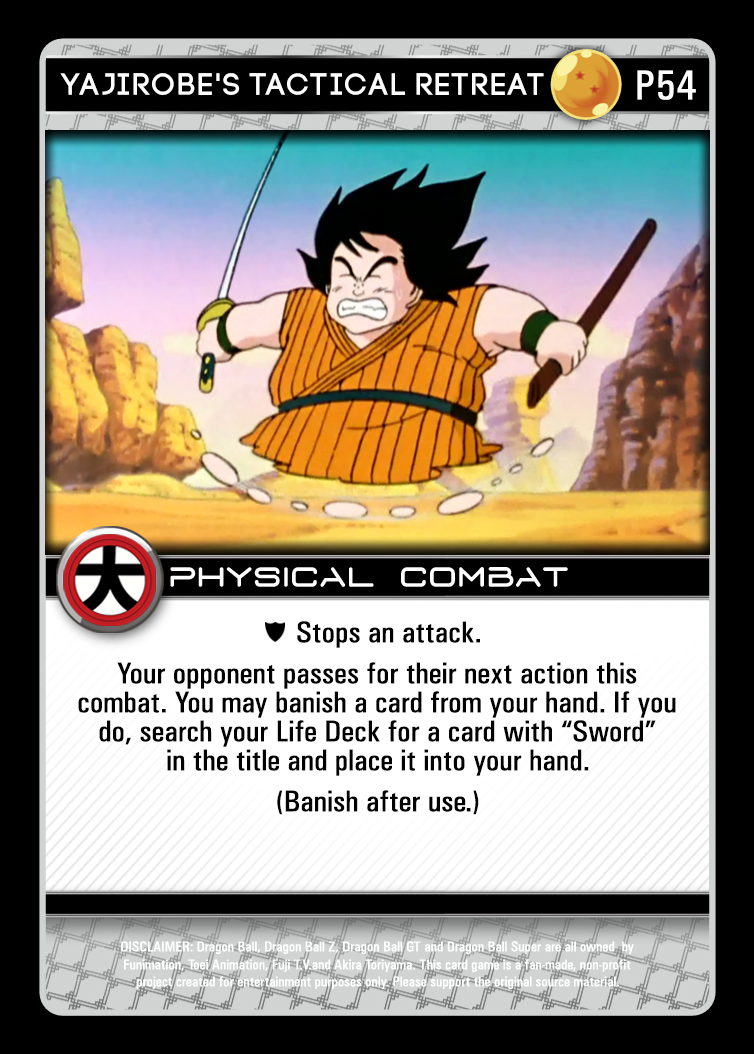 YAJIROBE'S TACTICAL RETREAT P54
大
PHYSICAL COMBAT
Stops an attack.
Your opponent passes for their next action this
combat. You may banish a card from your hand. If you
do, search your Life Deck for a card with “Sword”
in the title and place it into your hand.
(Banish after use.)
DISCLAIMER: Dragon Ball, Dragon Ball Z, Dragon Ball GT and Dragon Ball Super are all owned by
Funimation, Toei Animation, Fuji T.V.and Akira Toriyama. This card game is a fan-made, non-profit
project created for entertainment purposes only. Please support the original source material.